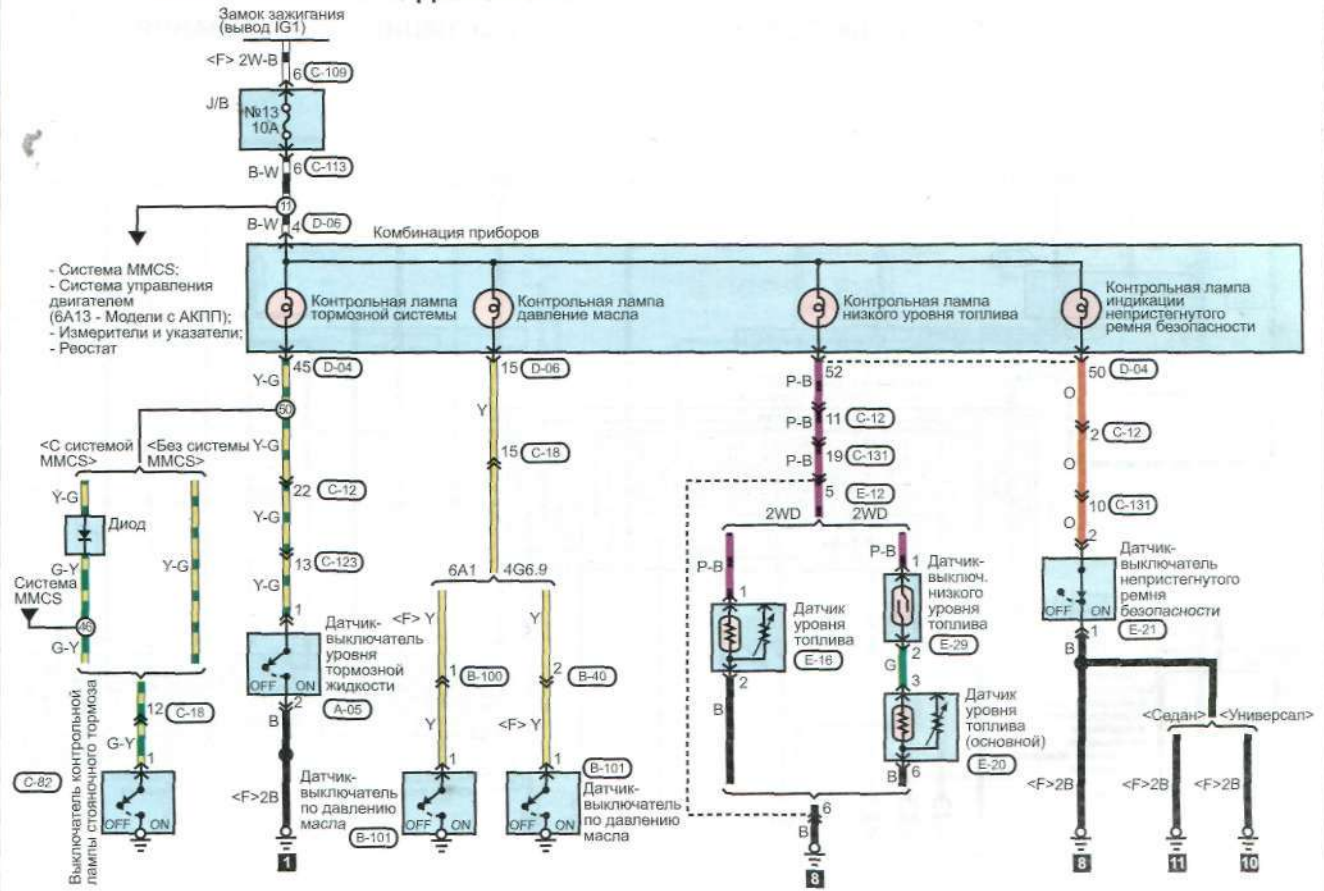 Замок зажигания
(вывод IG1)
<F> 2W-B
6 C-109
J/B
№13
10A
B-W
6 C-113
11
B-W
4 D-06
Комбинация приборов
- Система MMCS:
- Система управления
двигателем
(6A13 - Модели с АКПП);
- Измерители и указатели;
- Реостат
Контрольная лампа
тормозной системы
Контрольная лампа
давление масла
Контрольная лампа
низкого уровня топлива
Контрольная лампа
индикации
непристегнутого
ремня безопасности
45 D-04
15 D-06
52
50 D-04
Y-G
Y
P-B
O
50
11 C-12
2 C-12
<С системой
MMCS>
<Без системы
MMCS>
Y-G
15 C-18
P-B
19 C-131
P-B
O
Y-G
22 C-12
5 E-12
10 C-131
Диод
Y-G
2WD
2WD
O
2
G-Y
Y-G
13 C-123
6A1
4G6.9
P-B
P-B
1
Датчик-
выключ.
низкого
уровня
топлива
E-29
Датчик-
выключатель
непристегнутого
ремня
безопасности
E-21
OFF ON
Система
MMCS
46
Y-G
1
<F> Y
Y
1
Датчик
уровня
топлива
E-16
2
G
3
1
B
G-Y
Датчик-
выключатель
уровня
тормозной
жидкости
A-05
OFF ON
2
B
1 B-100
2 B-40
2
B
Датчик
уровня
топлива
(основной)
E-20
6
B
<Седан>
<Универсал>
12 C-18
G-Y
1
Y
<F> Y
1
1
C-82
Выключатель контрольной
лампы стояночного тормоза
OFF ON
<F>2B
Датчик-
выключатель
по давлению
масла
B-101
OFF ON
OFF ON
B-101
Датчик-
выключатель
по давлению
масла
6
B
<F>2B
<F>2B
<F>2B
1
8
8
11
10